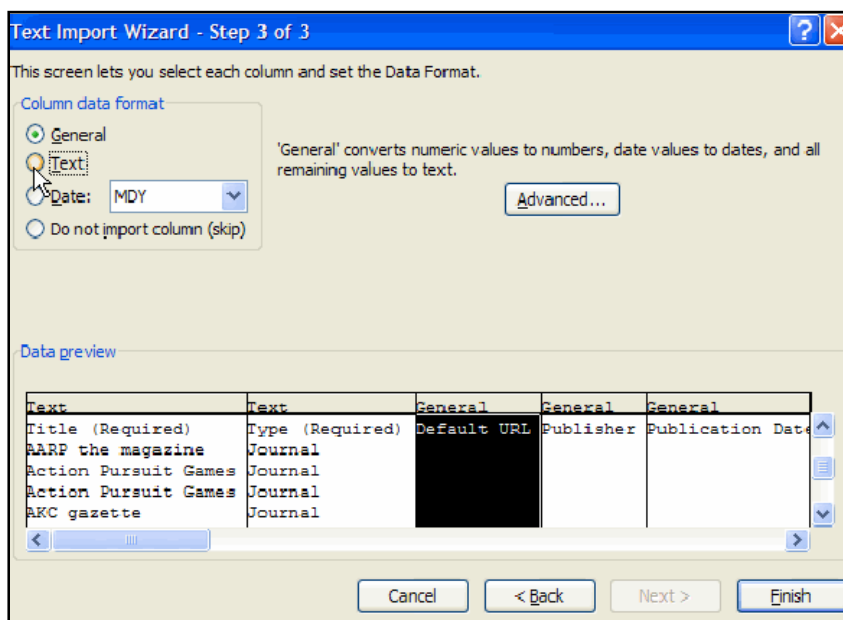 Text Import Wizard - Step 3 of 3
This screen lets you select each column and set the Data Format.
Column data format
General
Text
Date: MDY
Do not import column (skip)
'General' converts numeric values to numbers, date values to dates, and all
remaining values to text.
Advanced...
Data preview
Text Text General General General
Title (Required) Type (Required) Default URL Publisher Publication Date
AARP the magazine Journal
Action Pursuit Games Journal
Action Pursuit Games Journal
AKC gazette Journal
Cancel < Back Next > Finish